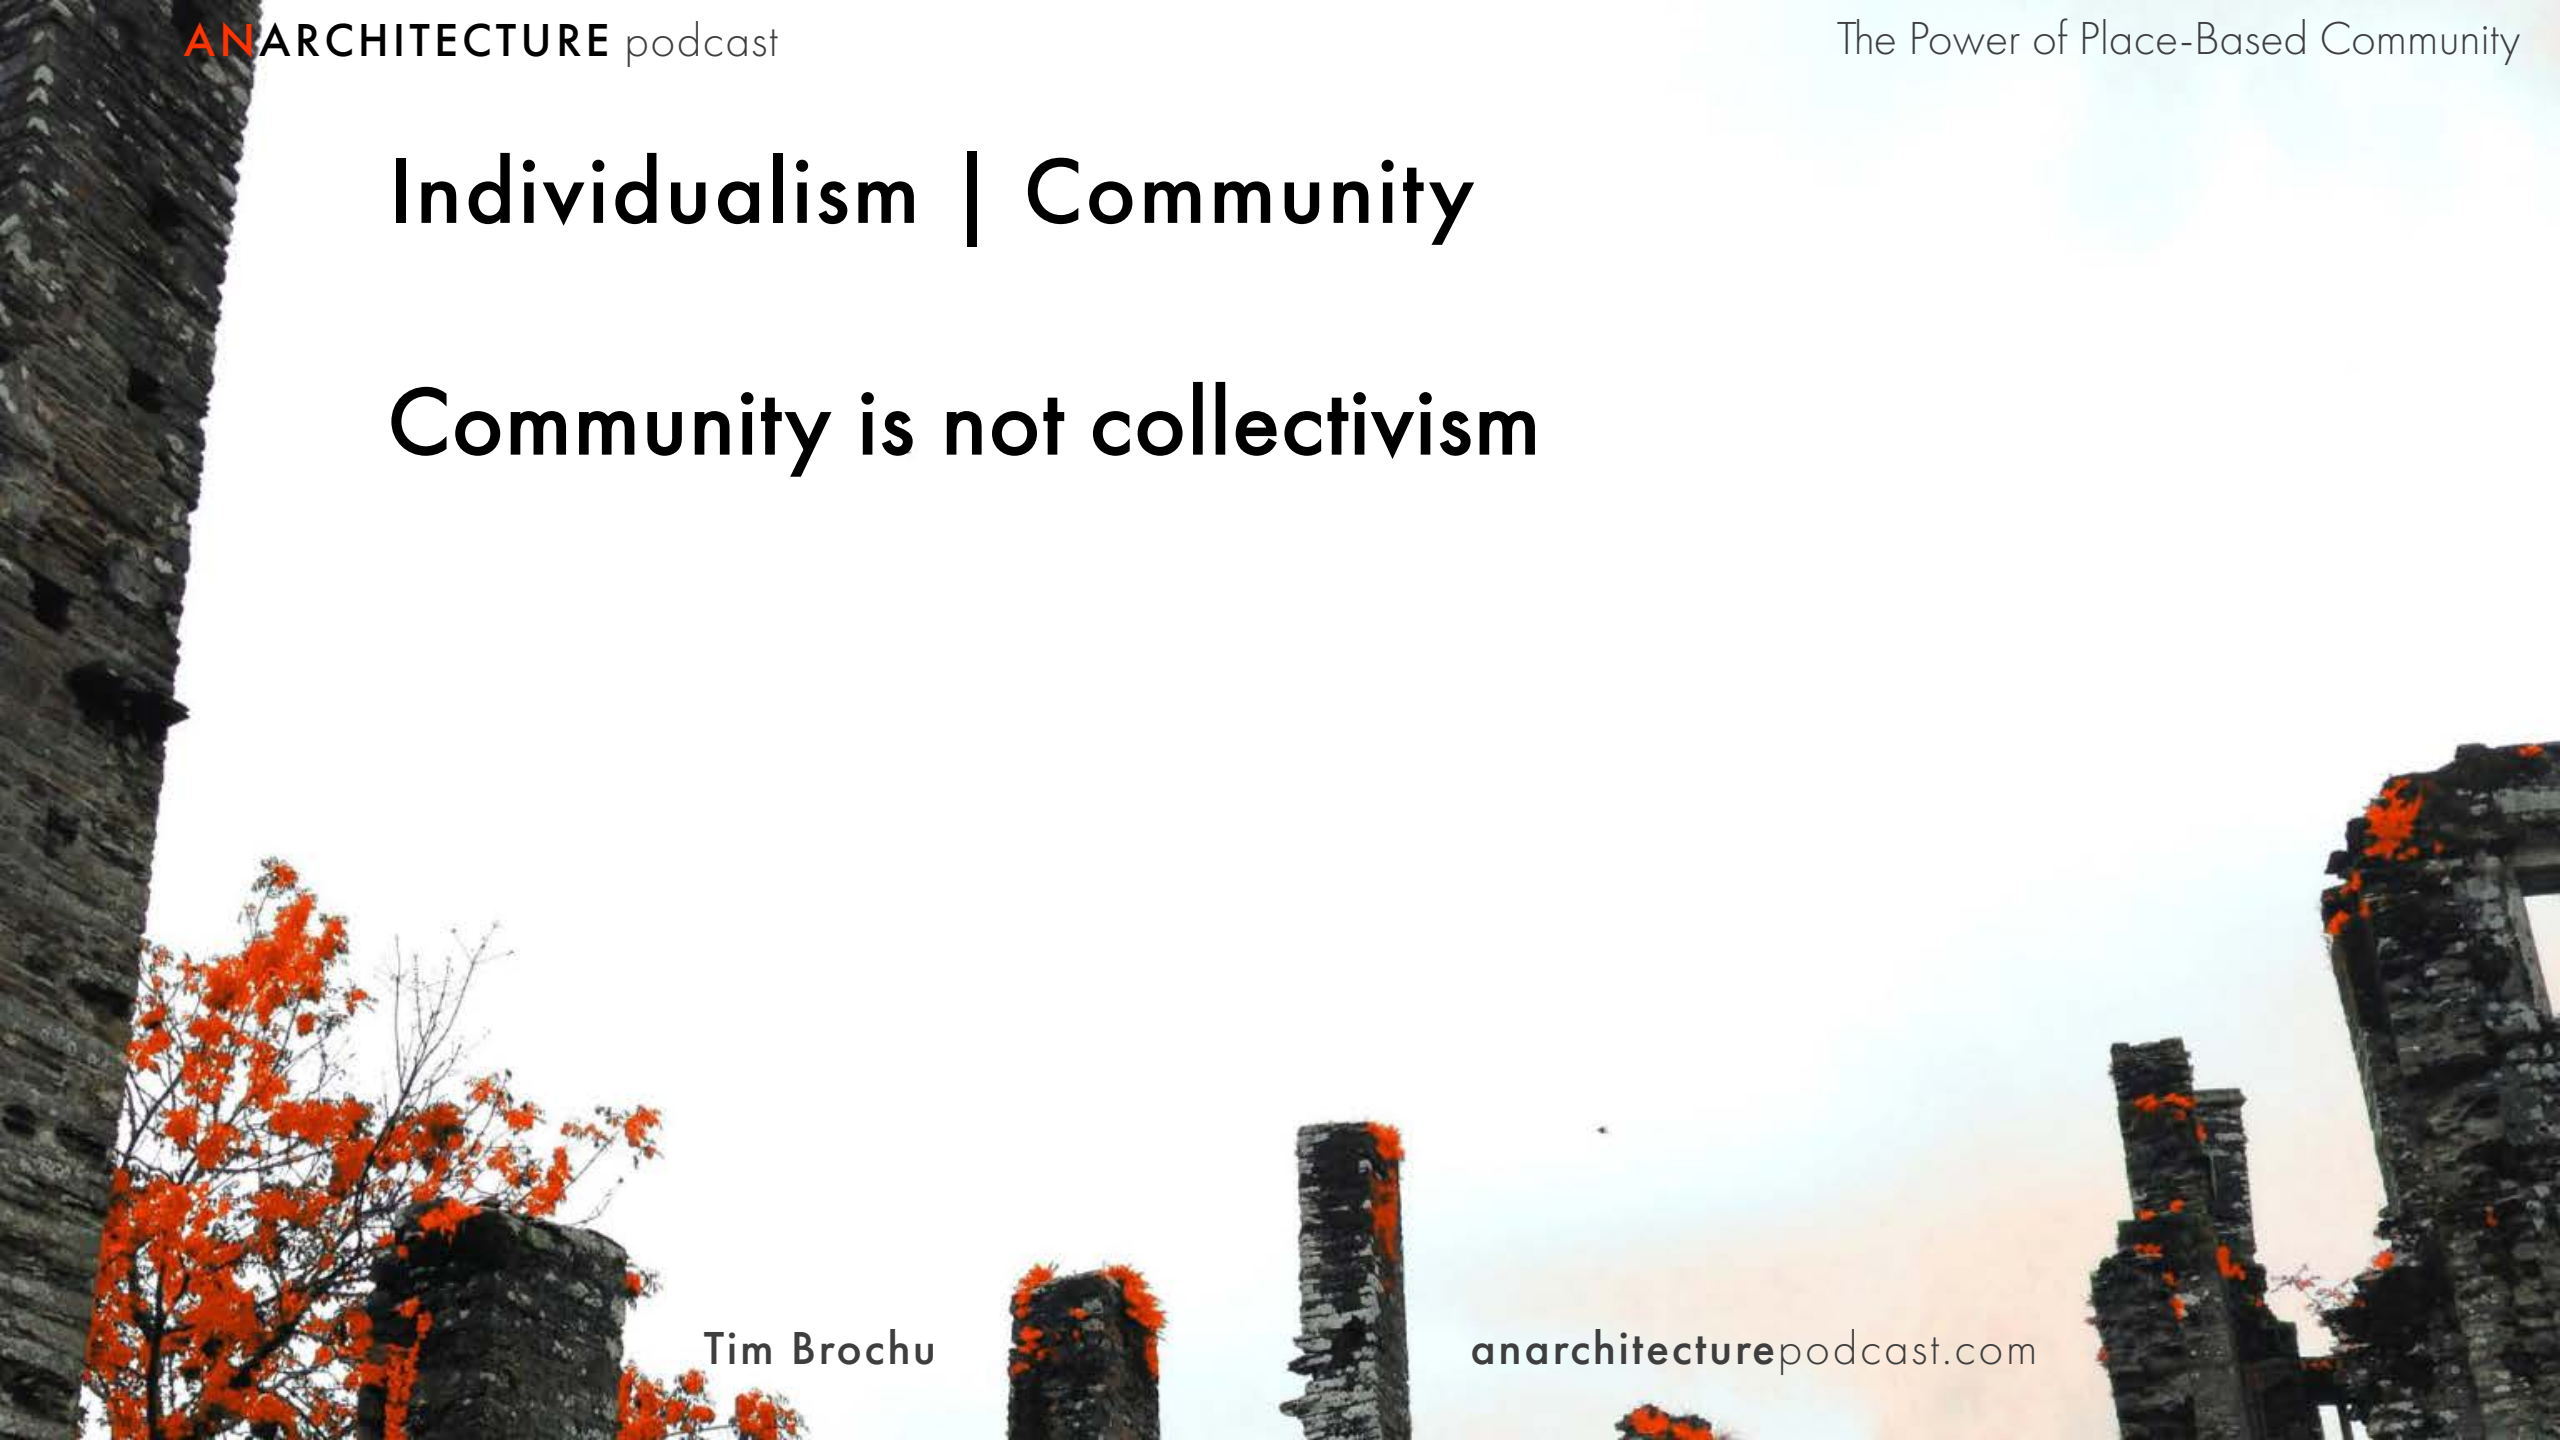 ANARCHITECTURE podcast
The Power of Place-Based Community
Individualism | Community
Community is not collectivism
Tim Brochu
anarchitecturepodcast.com